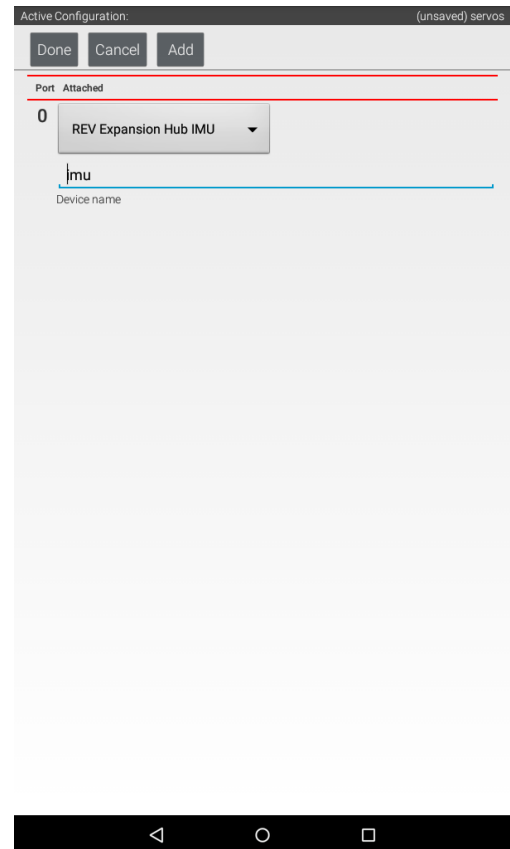 Active Configuration: (unsaved) servos
Done Cancel Add
Port Attached
0 REV Expansion Hub IMU
imu
Device name